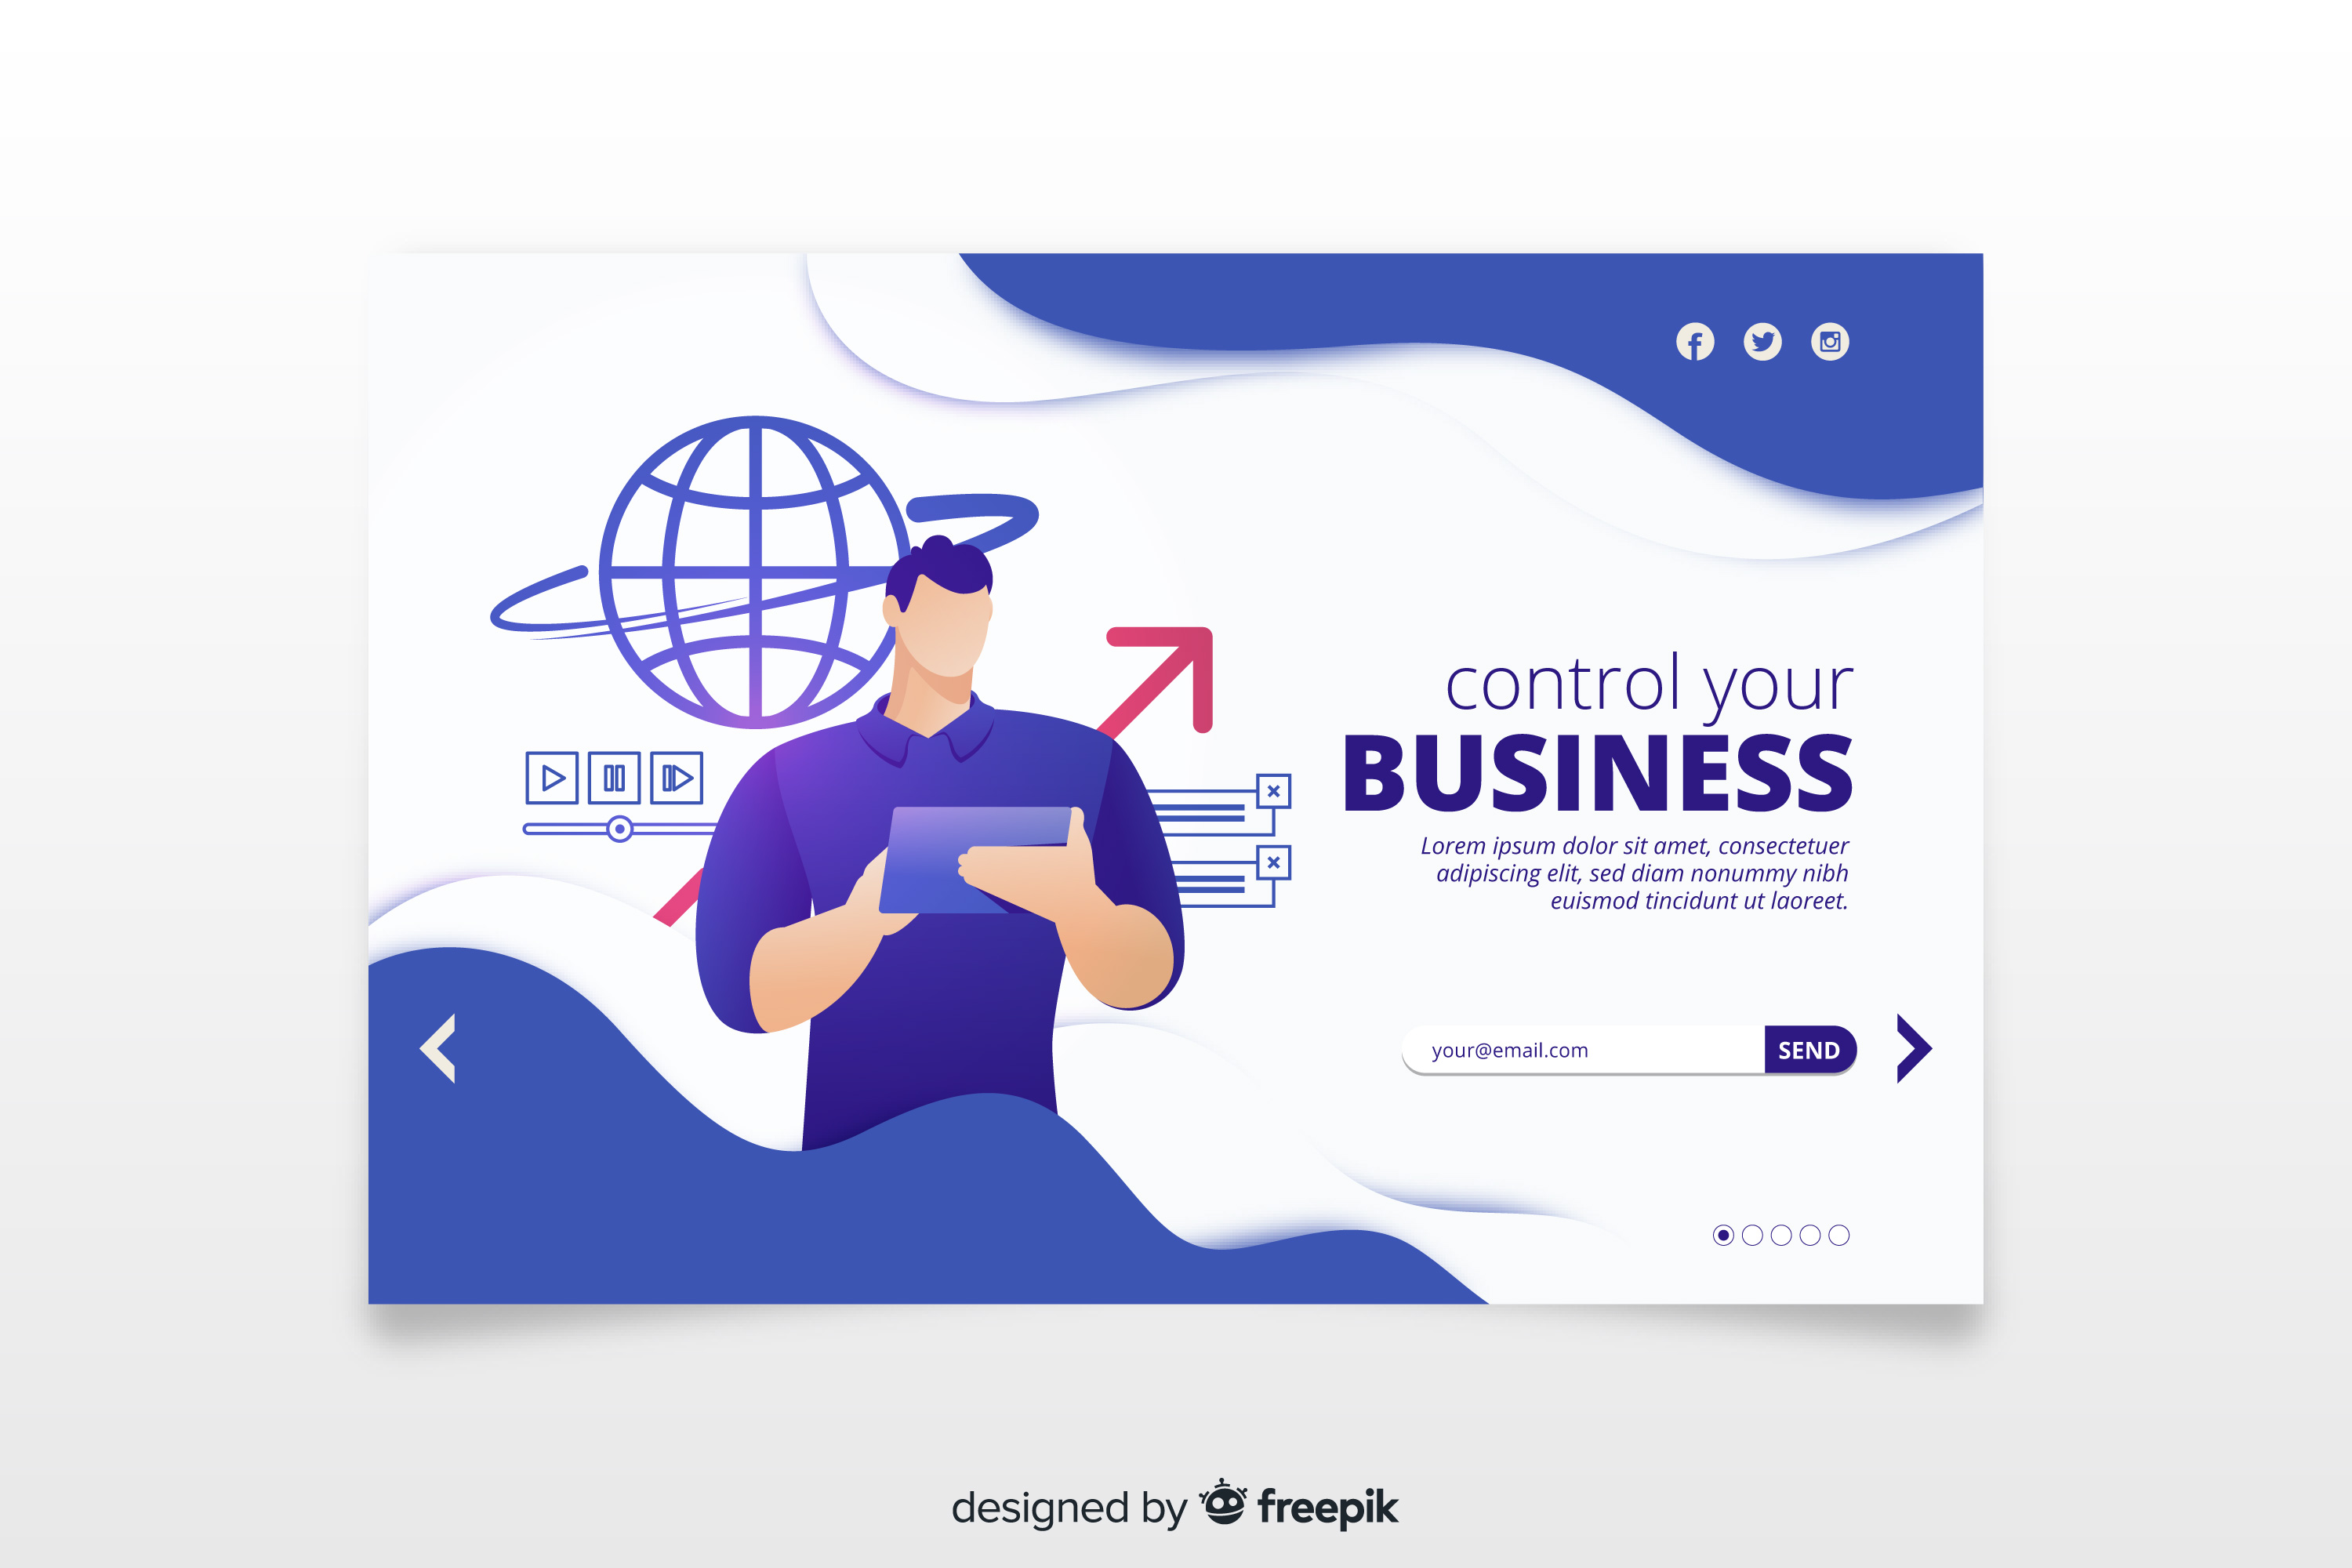 control your
BUSINESS
Lorem ipsum dolor sit amet, consectetuer
adipiscing elit, sed diam nonummy nibh
euismod tincidunt ut laoreet.
your@email.com SEND
designed by freepik